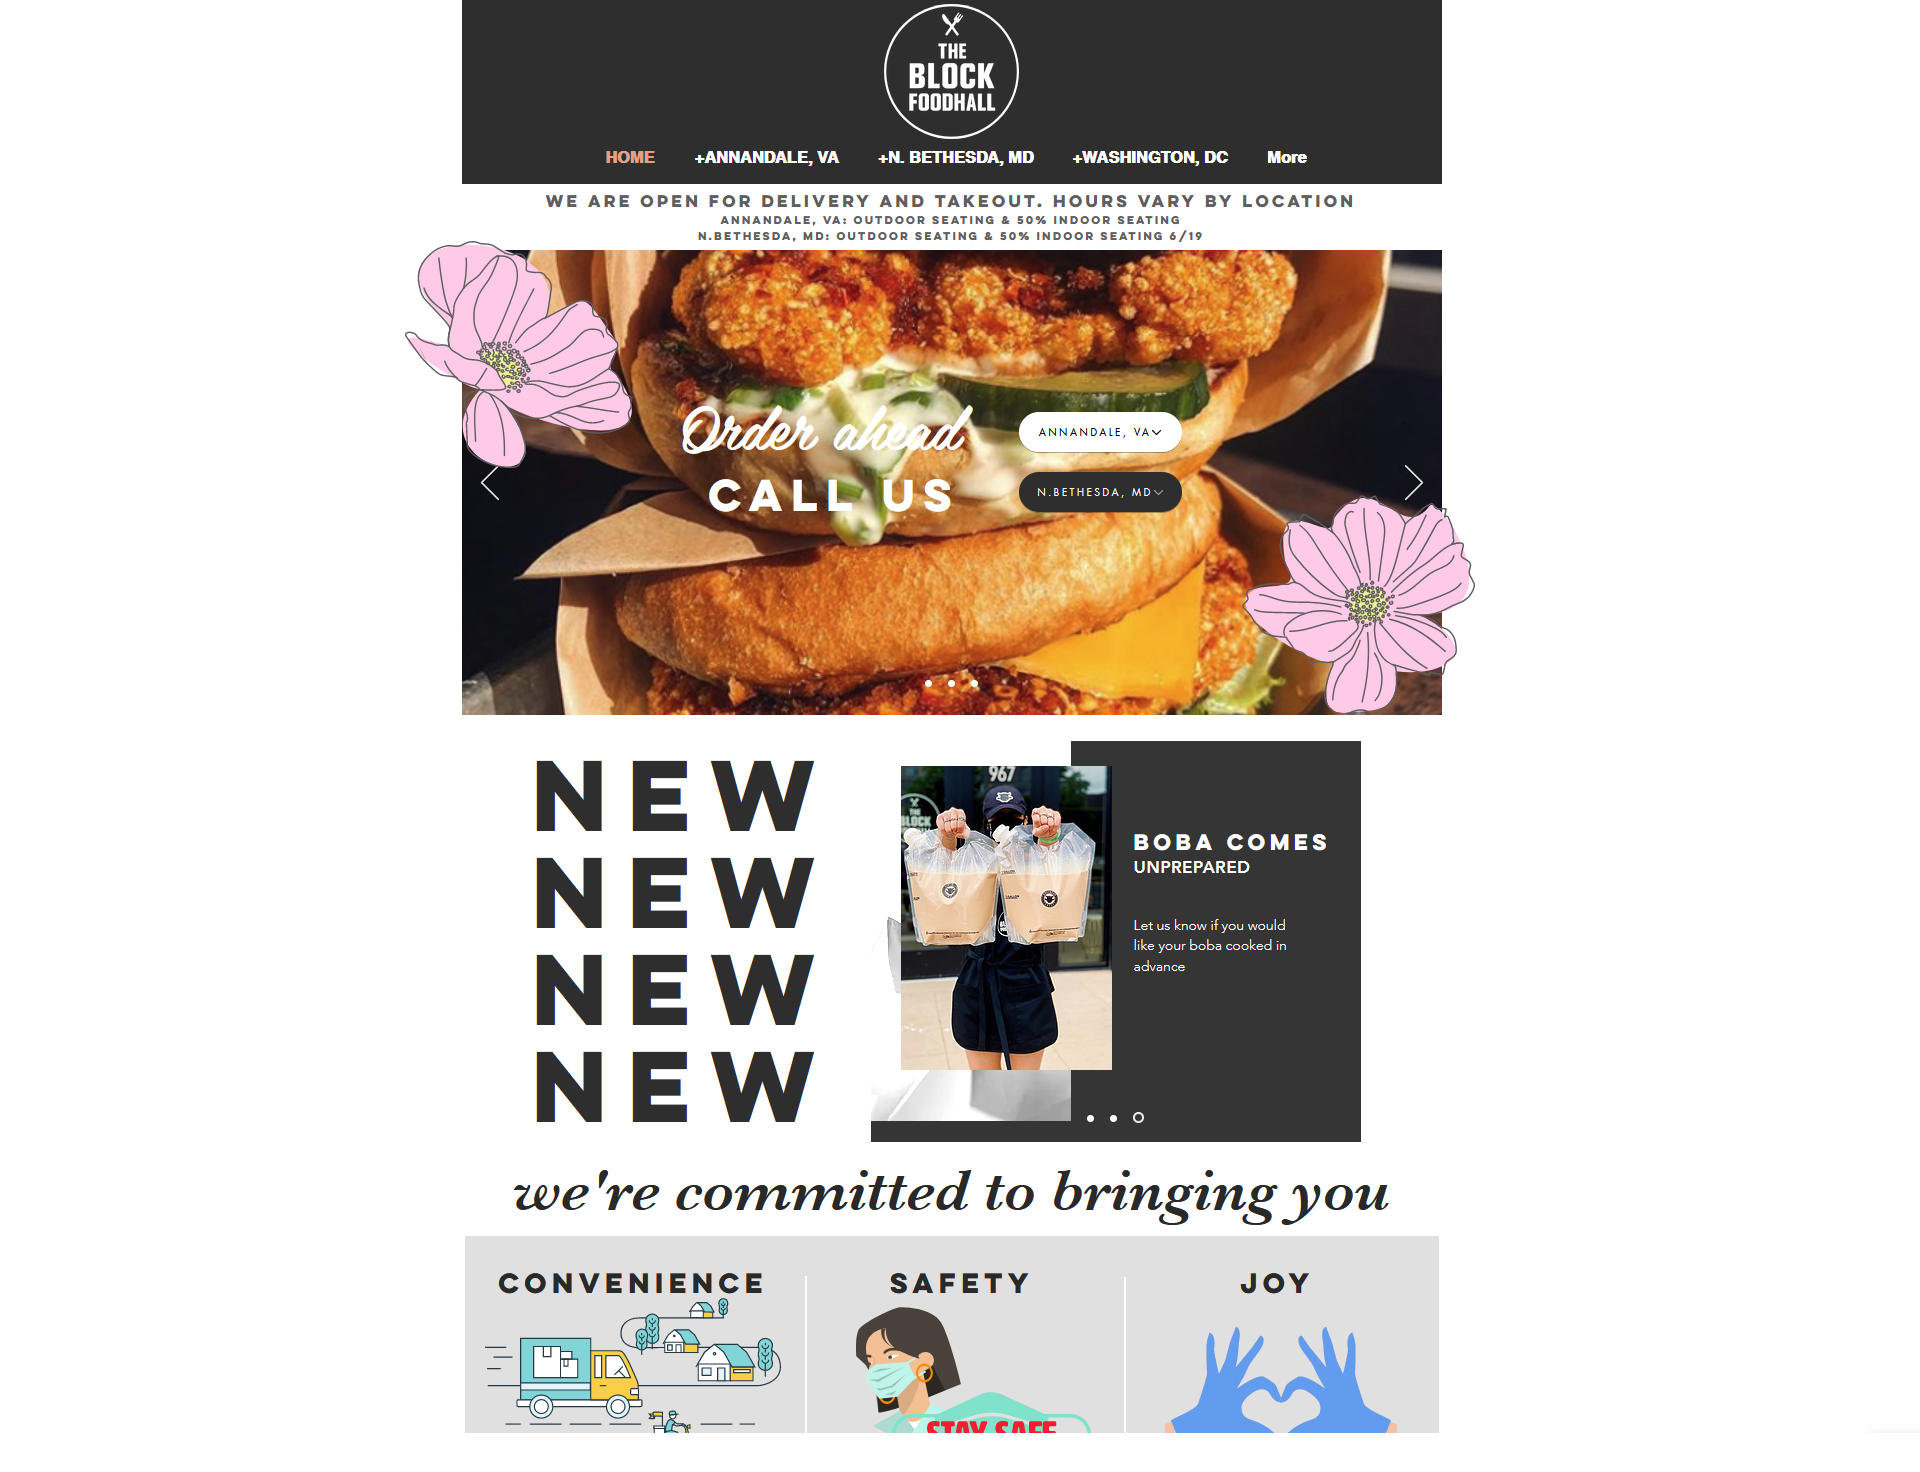 THE
BLOCK
FOODHALL
HOME +ANNANDALE, VA +N. BETHESDA, MD +WASHINGTON, DC More
WE ARE OPEN FOR DELIVERY AND TAKEOUT. HOURS VARY BY LOCATION
ANNANDALE, VA: OUTDOOR SEATING & 50% INDOOR SEATING
N.BETHESDA, MD: OUTDOOR SEATING & 50% INDOOR SEATING 6/19
Order ahead
CALL US
ANNANDALE, VA
N.BETHESDA, MD
NEW
NEW
NEW
NEW
967
THE
BLOCK
BOBA COMES
UNPREPARED
Let us know if you would
like your boba cooked in
advance
we're committed to bringing you
CONVENIENCE
SAFETY
JOY
STAY SAFE